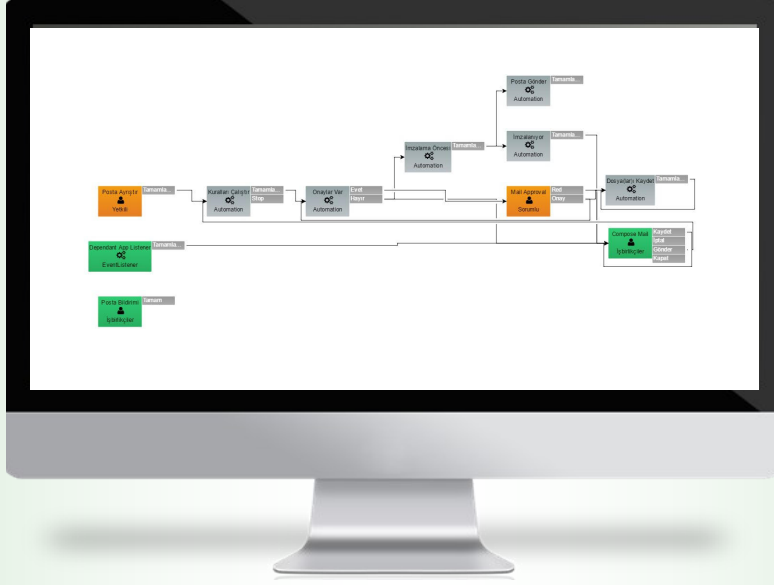 Posta Gönder
Tamamla...
Automation
İmzalanıyor
Tamamla...
Automation
İmzalama Öncesi
Tamamla...
Automation
Posta Ayrıştır
Tamamla...
Yetkili
Kuralları Çalıştır
Tamamla...
Stop
Automation
Onaylar Var
Evet
Hayır
Automation
Mail Approval
Red
Onay
Sorumlu
Dosyaları Kaydet
Tamamla...
Automation
Dependant App Listener
Tamamla...
EventListener
Compose Mail
Kaydet
İptal
Gönder
Kapat
İşbirlikçiler
Posta Bildirimi
Tamam
İşbirlikçiler